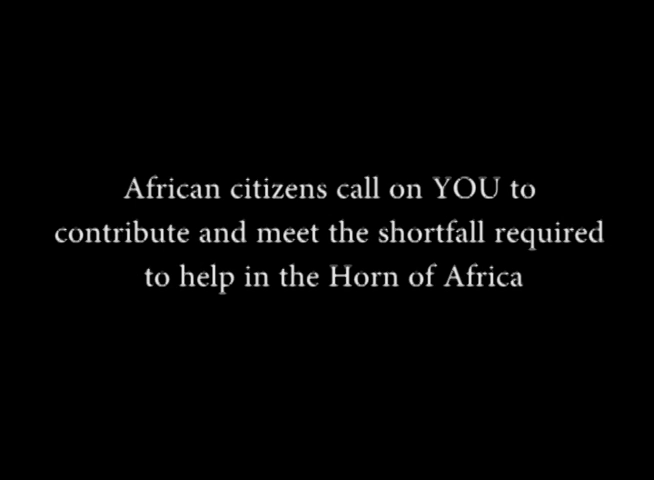 African citizens call on YOU to
contribute and meet the shortfall required
to help in the Horn of Africa